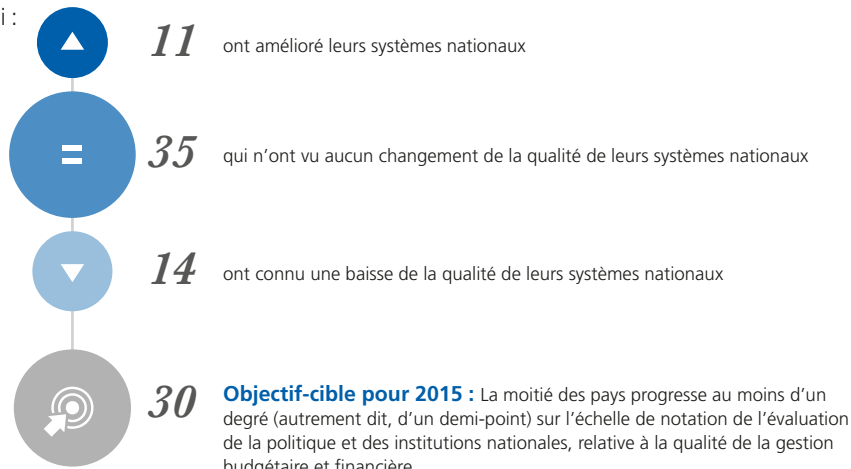 i :
11 ont amélioré leurs systèmes nationaux
35 qui n'ont vu aucun changement de la qualité de leurs systèmes nationaux
14 ont connu une baisse de la qualité de leurs systèmes nationaux
30 Objectif-cible pour 2015 : La moitié des pays progresse au moins d'un
degré (autrement dit, d'un demi-point) sur l'échelle de notation de l'évaluation
de la politique et des institutions nationales, relative à la qualité de la gestion
budgétaire et financière